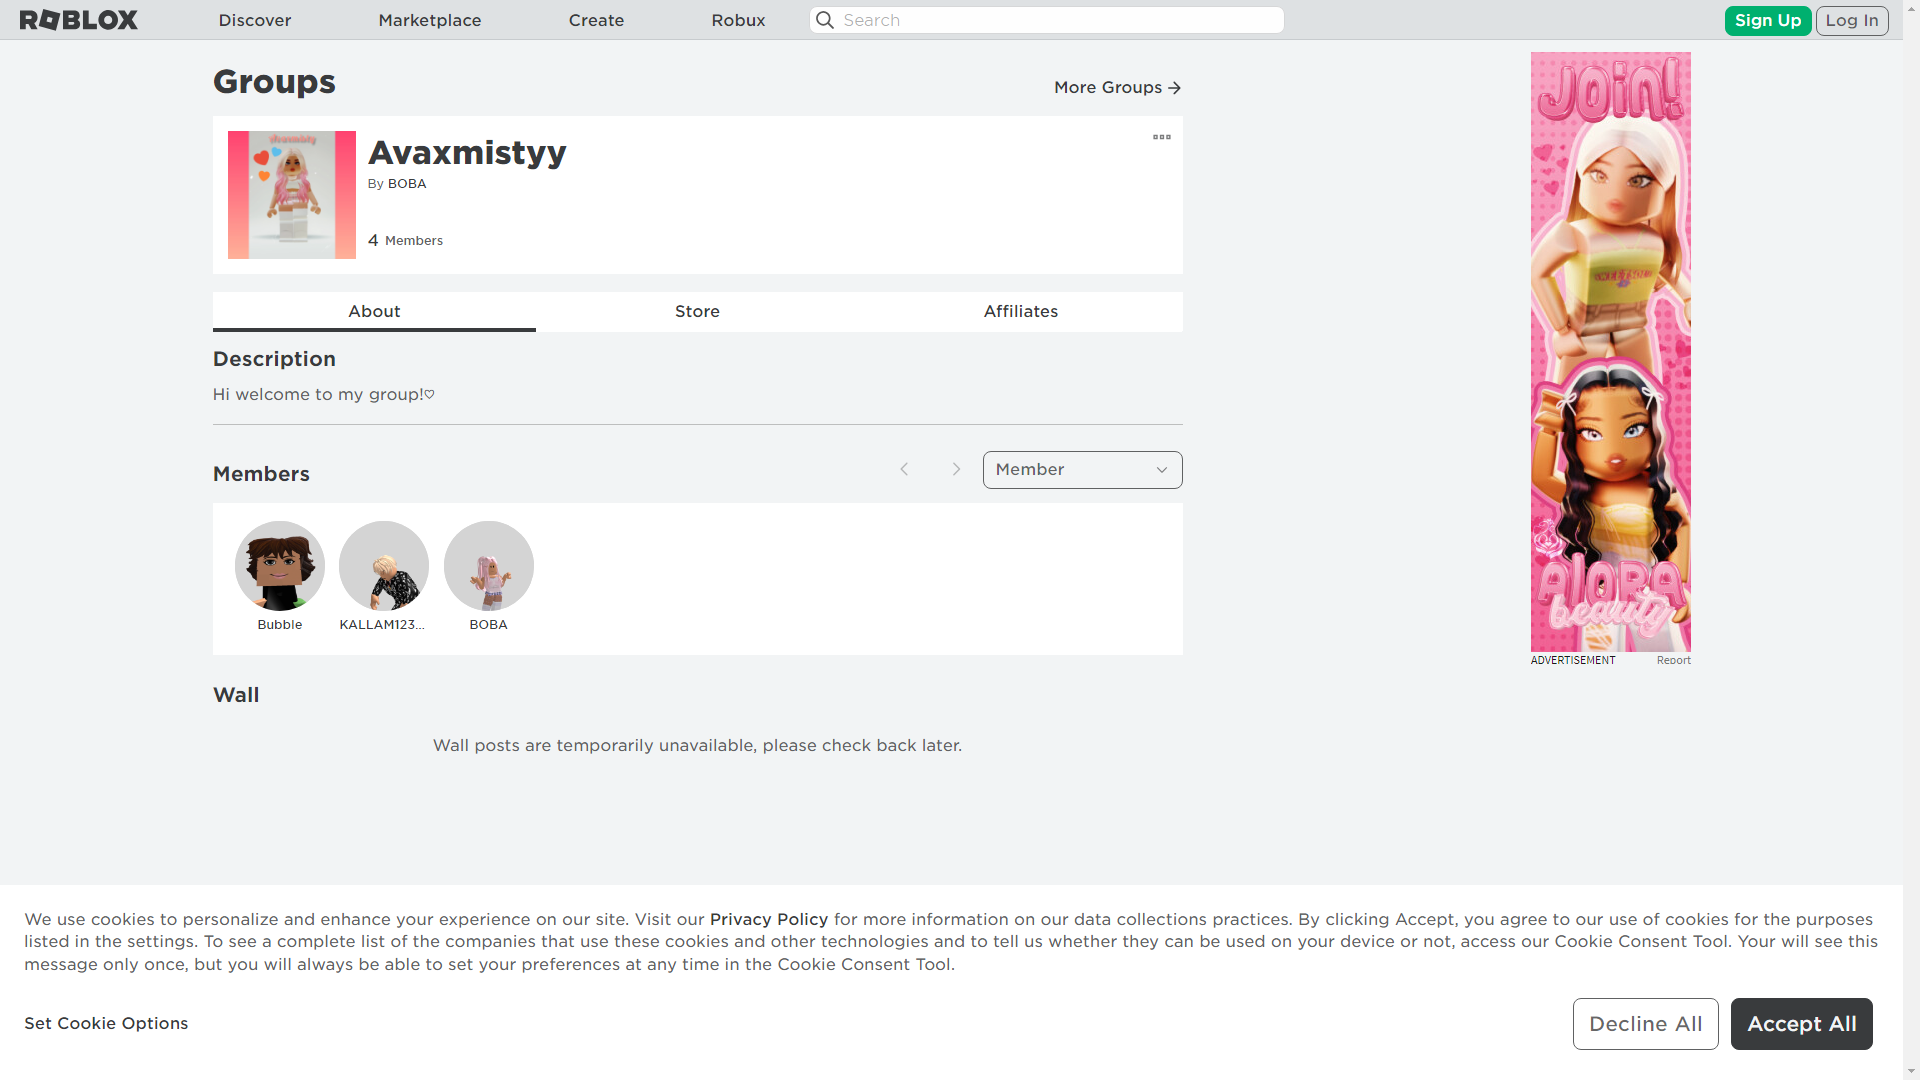 ROBLOX
Discover
Marketplace
Create
Robux
Search
Sign Up
Log In
Groups
More Groups
Avaxmistyy
By BOBA
4 Members
About
Store
Affiliates
Description
Hi welcome to my group!♡
Members
Member
Bubble
KALLAM123...
BOBA
Wall
Wall posts are temporarily unavailable, please check back later.
JOin!
AlORA
beauty
ADVERTISEMENT
Report
We use cookies to personalize and enhance your experience on our site. Visit our Privacy Policy for more information on our data collections practices. By clicking Accept, you agree to our use of cookies for the purposes
listed in the settings. To see a complete list of the companies that use these cookies and other technologies and to tell us whether they can be used on your device or not, access our Cookie Consent Tool. Your will see this
message only once, but you will always be able to set your preferences at any time in the Cookie Consent Tool.
Set Cookie Options
Decline All
Accept All